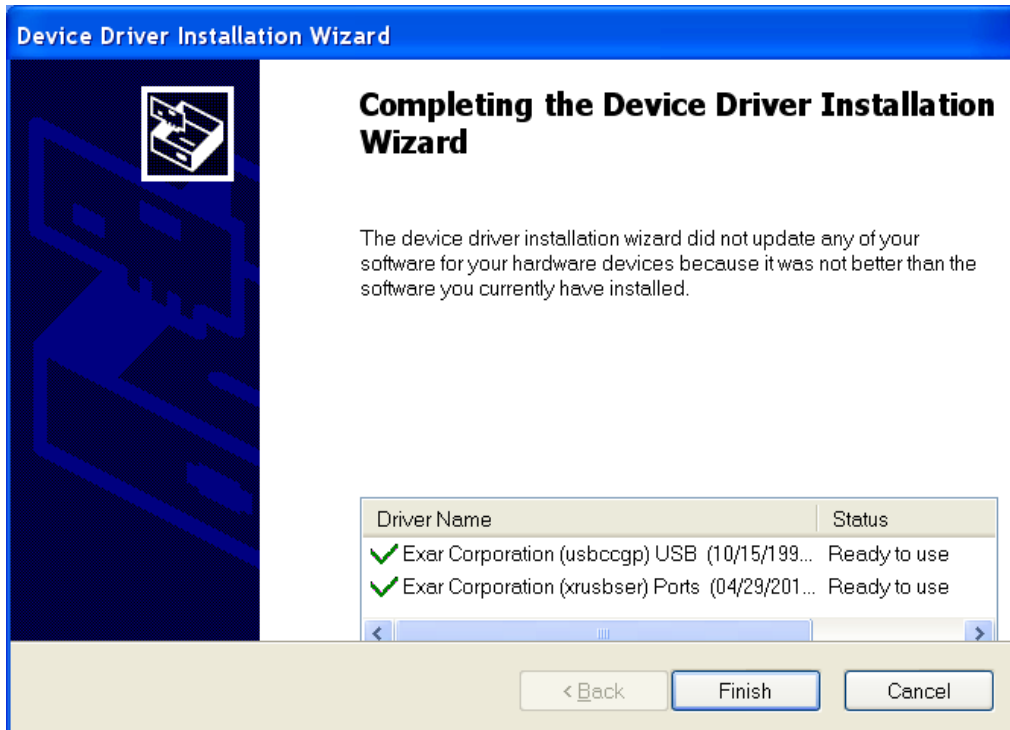 Device Driver Installation Wizard
Completing the Device Driver Installation
Wizard
The device driver installation wizard did not update any of your
software for your hardware devices because it was not better than the
software you currently have installed.
Driver Name Status
Exar Corporation (usbccgp) USB (10/15/199... Ready to use
Exar Corporation (xrusbser) Ports (04/29/201... Ready to use
< Back Finish Cancel